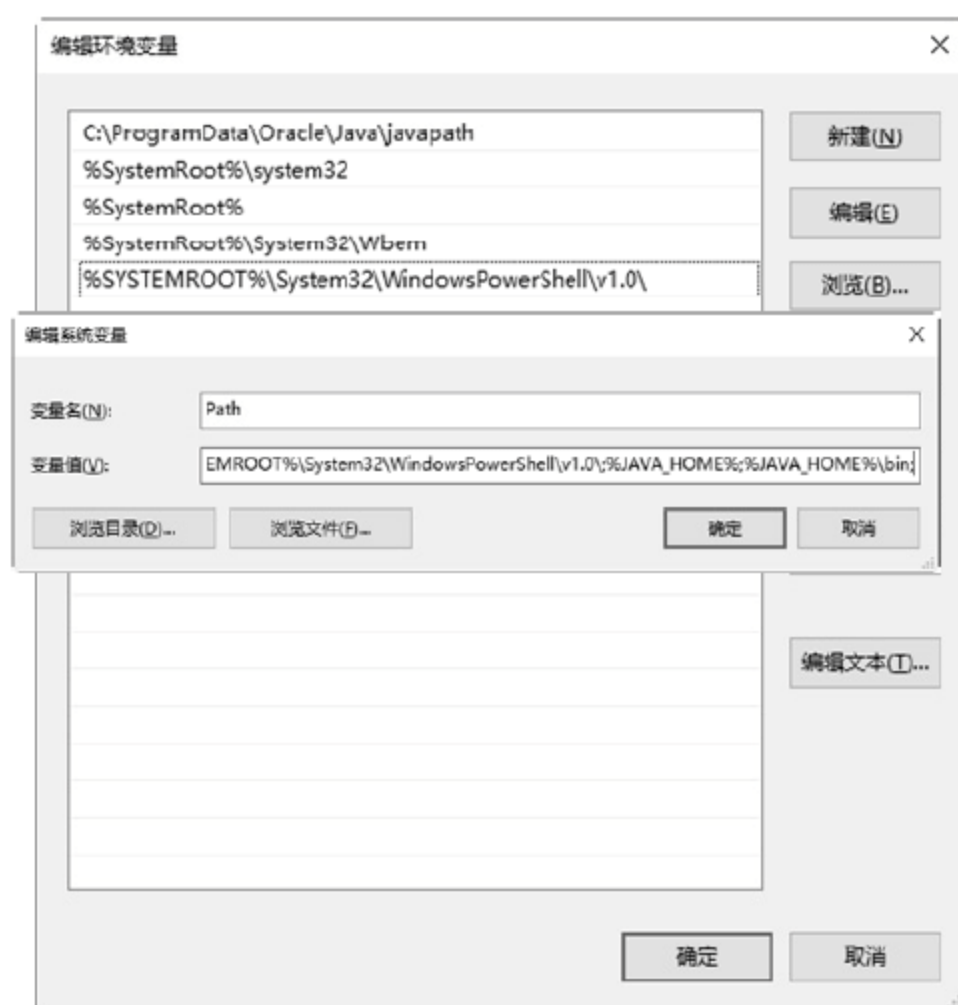 编辑环境变量
C:\ProgramData\Oracle\Java\javapath
%SystemRoot%\system32
%SystemRoot%
%SystemRoot%\System32\Wbem
%SYSTEMROOT%\System32\WindowsPowerShell\v1.0\
新建(N)
编辑(E)
浏览(B)...
编辑系统变量
变量名(N):
Path
变量值(V):
EMROOT%\System32\WindowsPowerShell\v1.0\;%JAVA_HOME%;%JAVA_HOME%\bin;
浏览目录(D)...
浏览文件(F)...
确定
取消
编辑文本(T)...
确定
取消